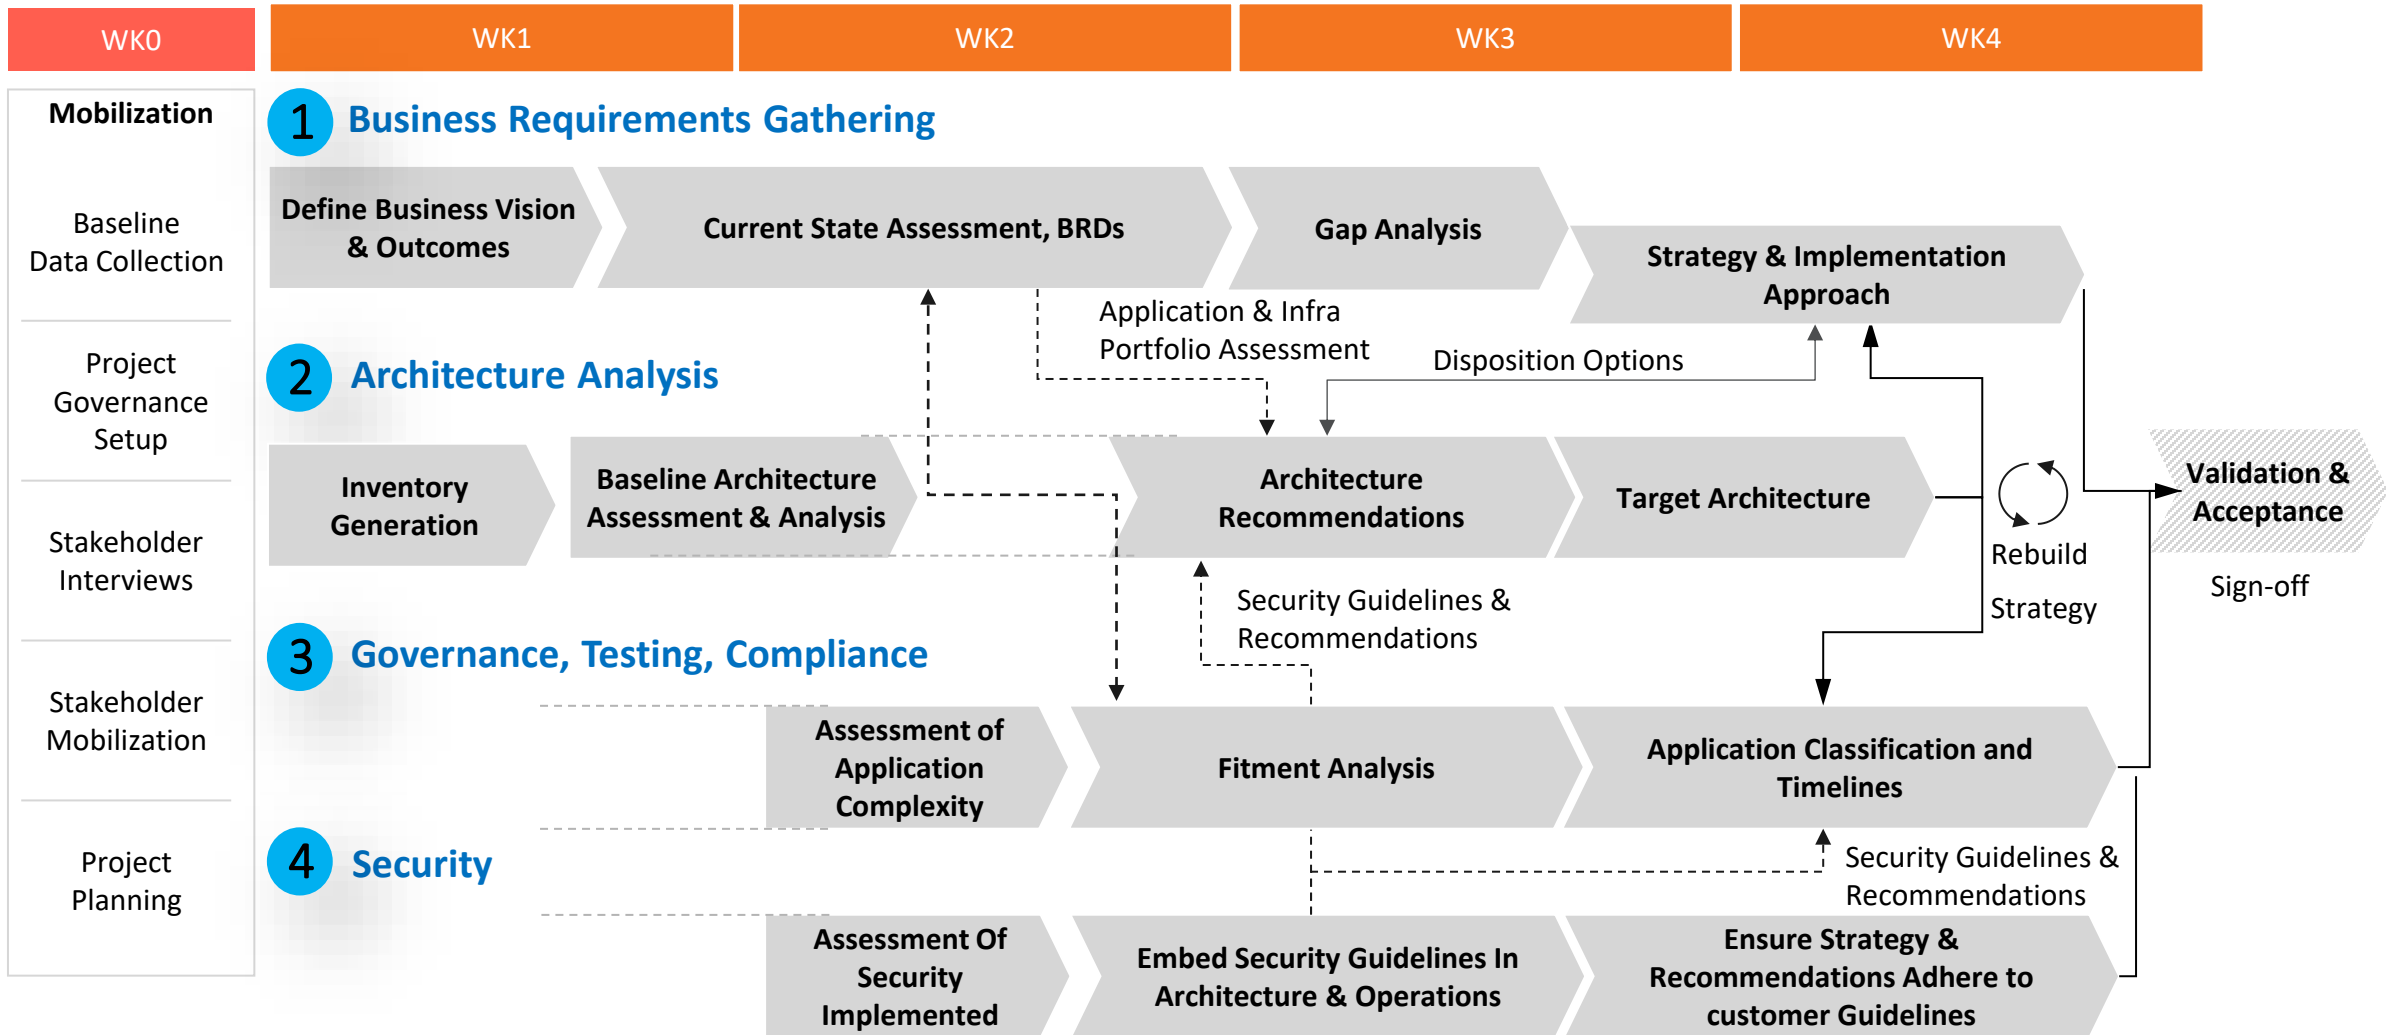 WK0
WK1
WK2
WK3
WK4
Mobilization
Baseline
Data Collection
Project
Governance
Setup
Stakeholder
Interviews
Stakeholder
Mobilization
Project
Planning
1
Business Requirements Gathering
Define Business Vision
& Outcomes
Current State Assessment, BRDs
Gap Analysis
Strategy & Implementation
Approach
Application & Infra
Portfolio Assessment
Disposition Options
2
Architecture Analysis
Inventory
Generation
Baseline Architecture
Assessment & Analysis
Architecture
Recommendations
Target Architecture
Rebuild
Strategy
Validation &
Acceptance
Sign-off
Security Guidelines &
Recommendations
3
Governance, Testing, Compliance
Assessment of
Application
Complexity
Fitment Analysis
Application Classification and
Timelines
4
Security
Security Guidelines &
Recommendations
Assessment Of
Security
Implemented
Embed Security Guidelines In
Architecture & Operations
Ensure Strategy &
Recommendations Adhere to
customer Guidelines